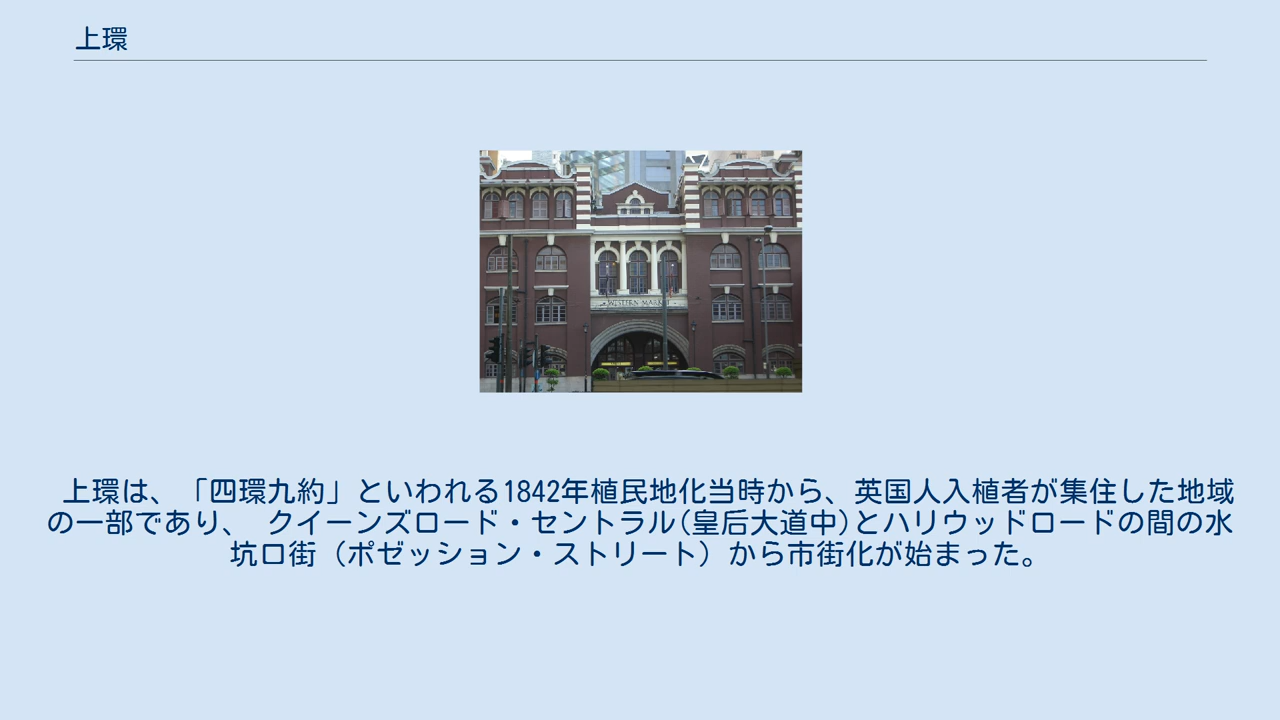 上環
WESTERN MARKET
上環は、「四環九約」といわれる1842年植民地化当時から、英国人入植者が集住した地域
の一部であり、 クイーンズロード・セントラル(皇后大道中)とハリウッドロードの間の水
坑口街（ポゼッション・ストリート）から市街化が始まった。